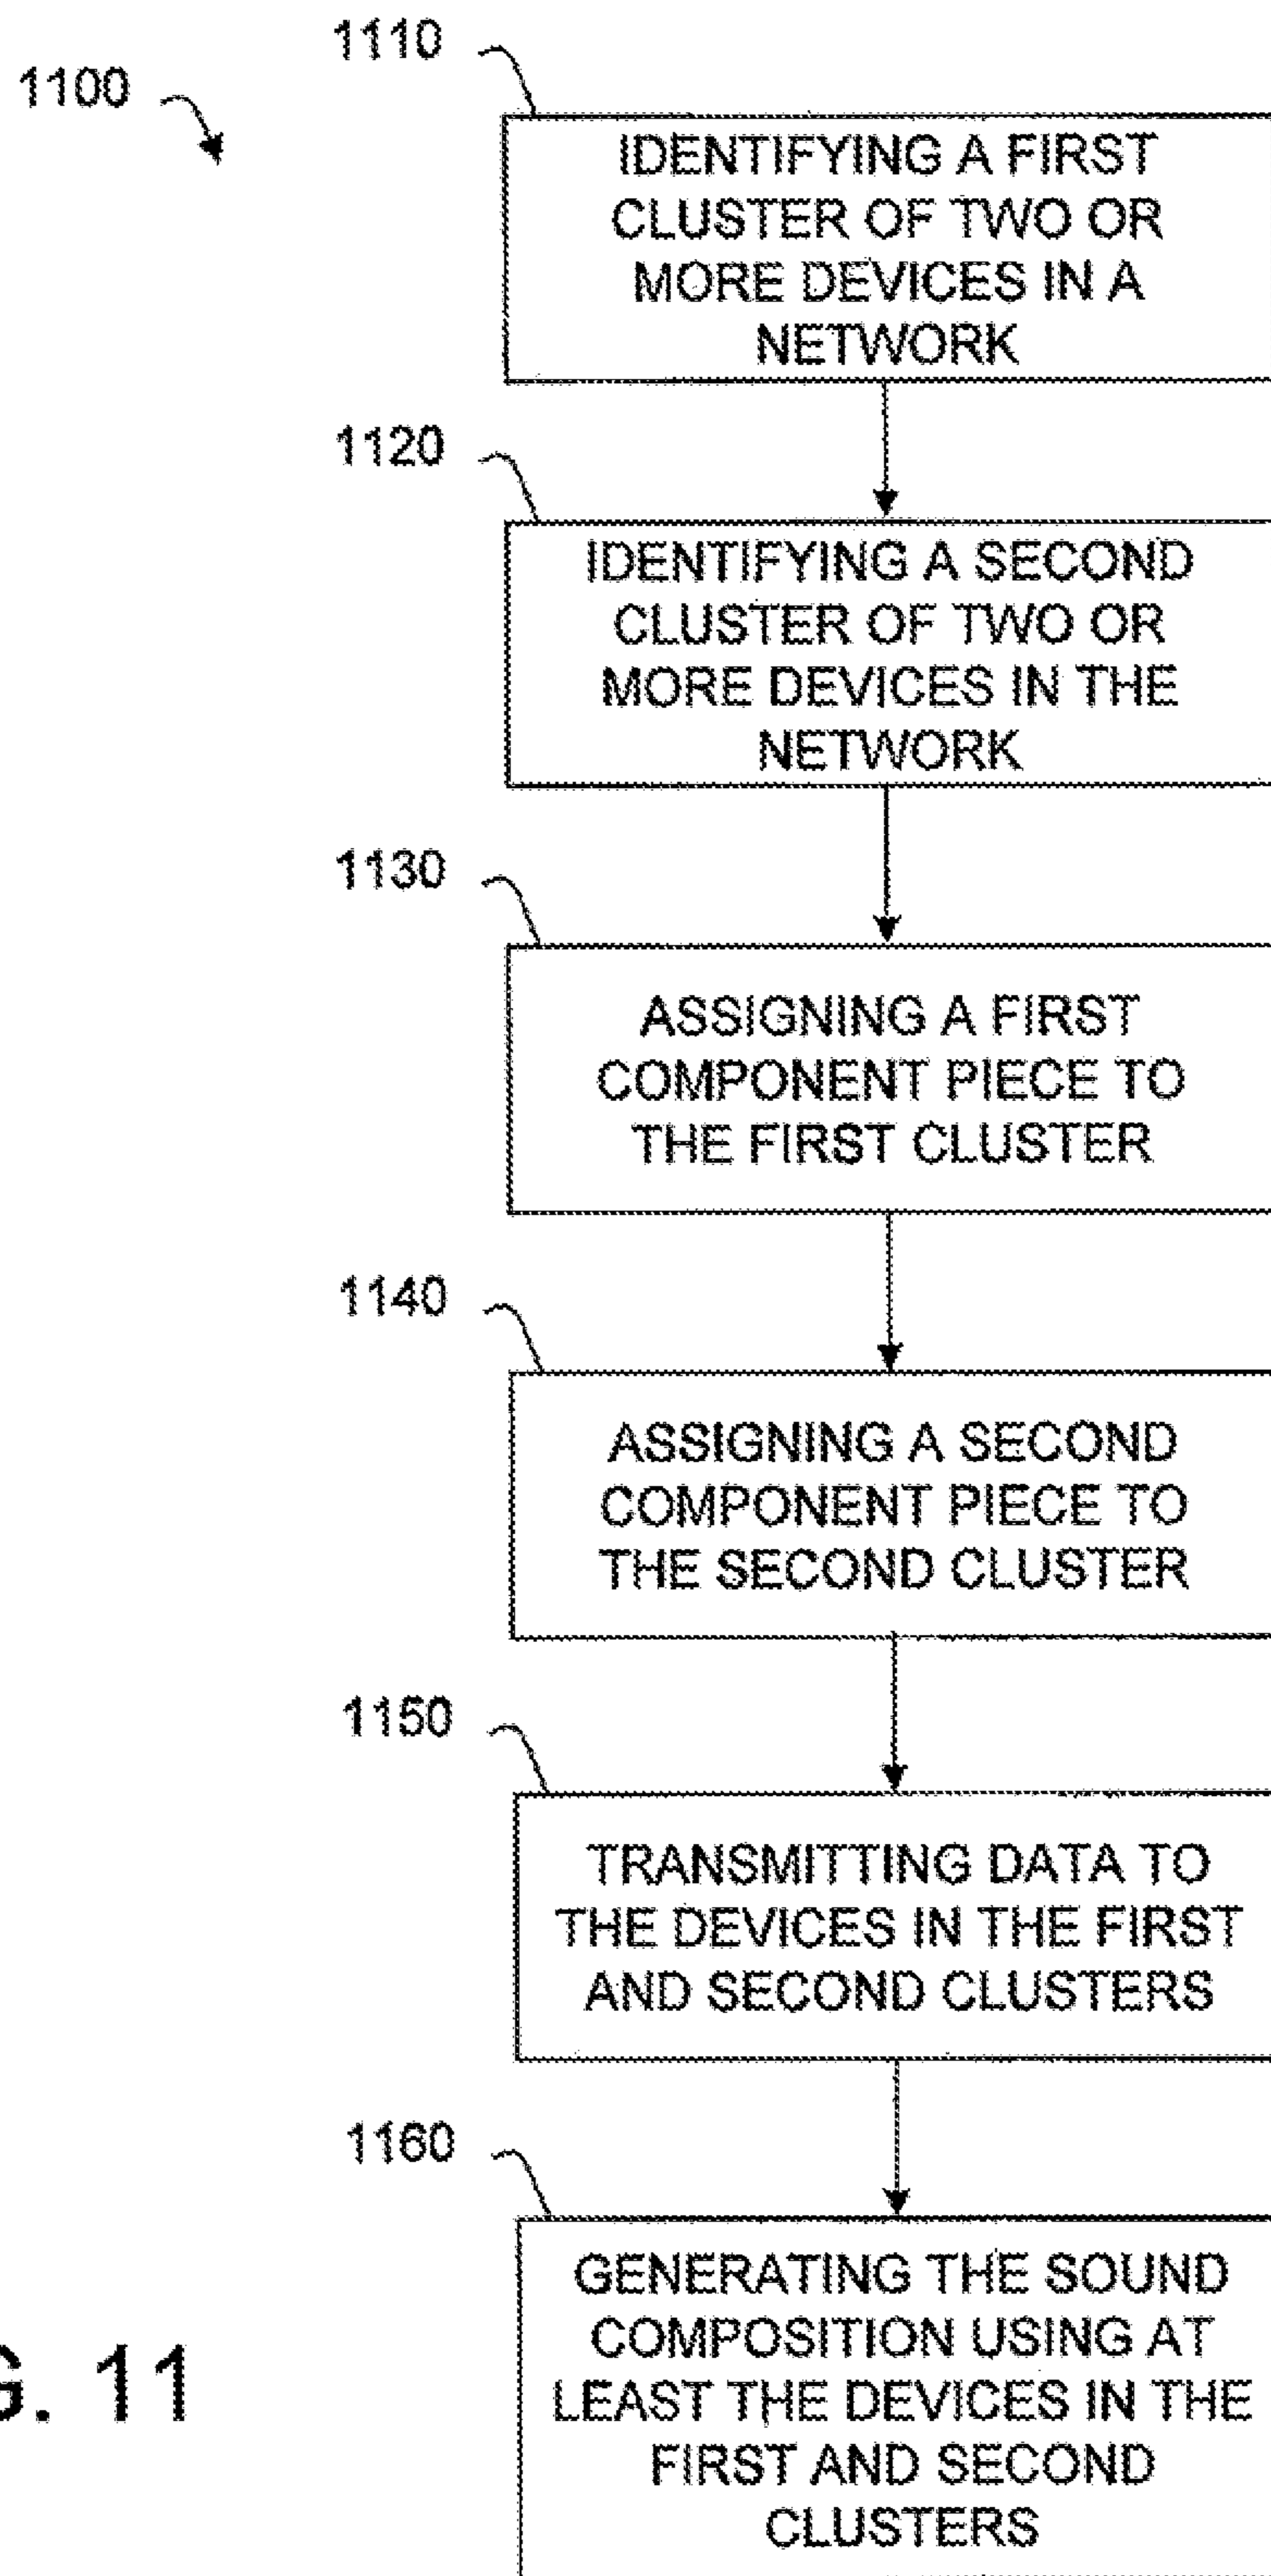 1100
1110
IDENTIFYING A FIRST
CLUSTER OF TWO OR
MORE DEVICES IN A
NETWORK
1120
IDENTIFYING A SECOND
CLUSTER OF TWO OR
MORE DEVICES IN THE
NETWORK
1130
ASSIGNING A FIRST
COMPONENT PIECE TO
THE FIRST CLUSTER
1140
ASSIGNING A SECOND
COMPONENT PIECE TO
THE SECOND CLUSTER
1150
TRANSMITTING DATA TO
THE DEVICES IN THE FIRST
AND SECOND CLUSTERS
1160
GENERATING THE SOUND
COMPOSITION USING AT
LEAST THE DEVICES IN THE
FIRST AND SECOND
CLUSTERS
G. 11